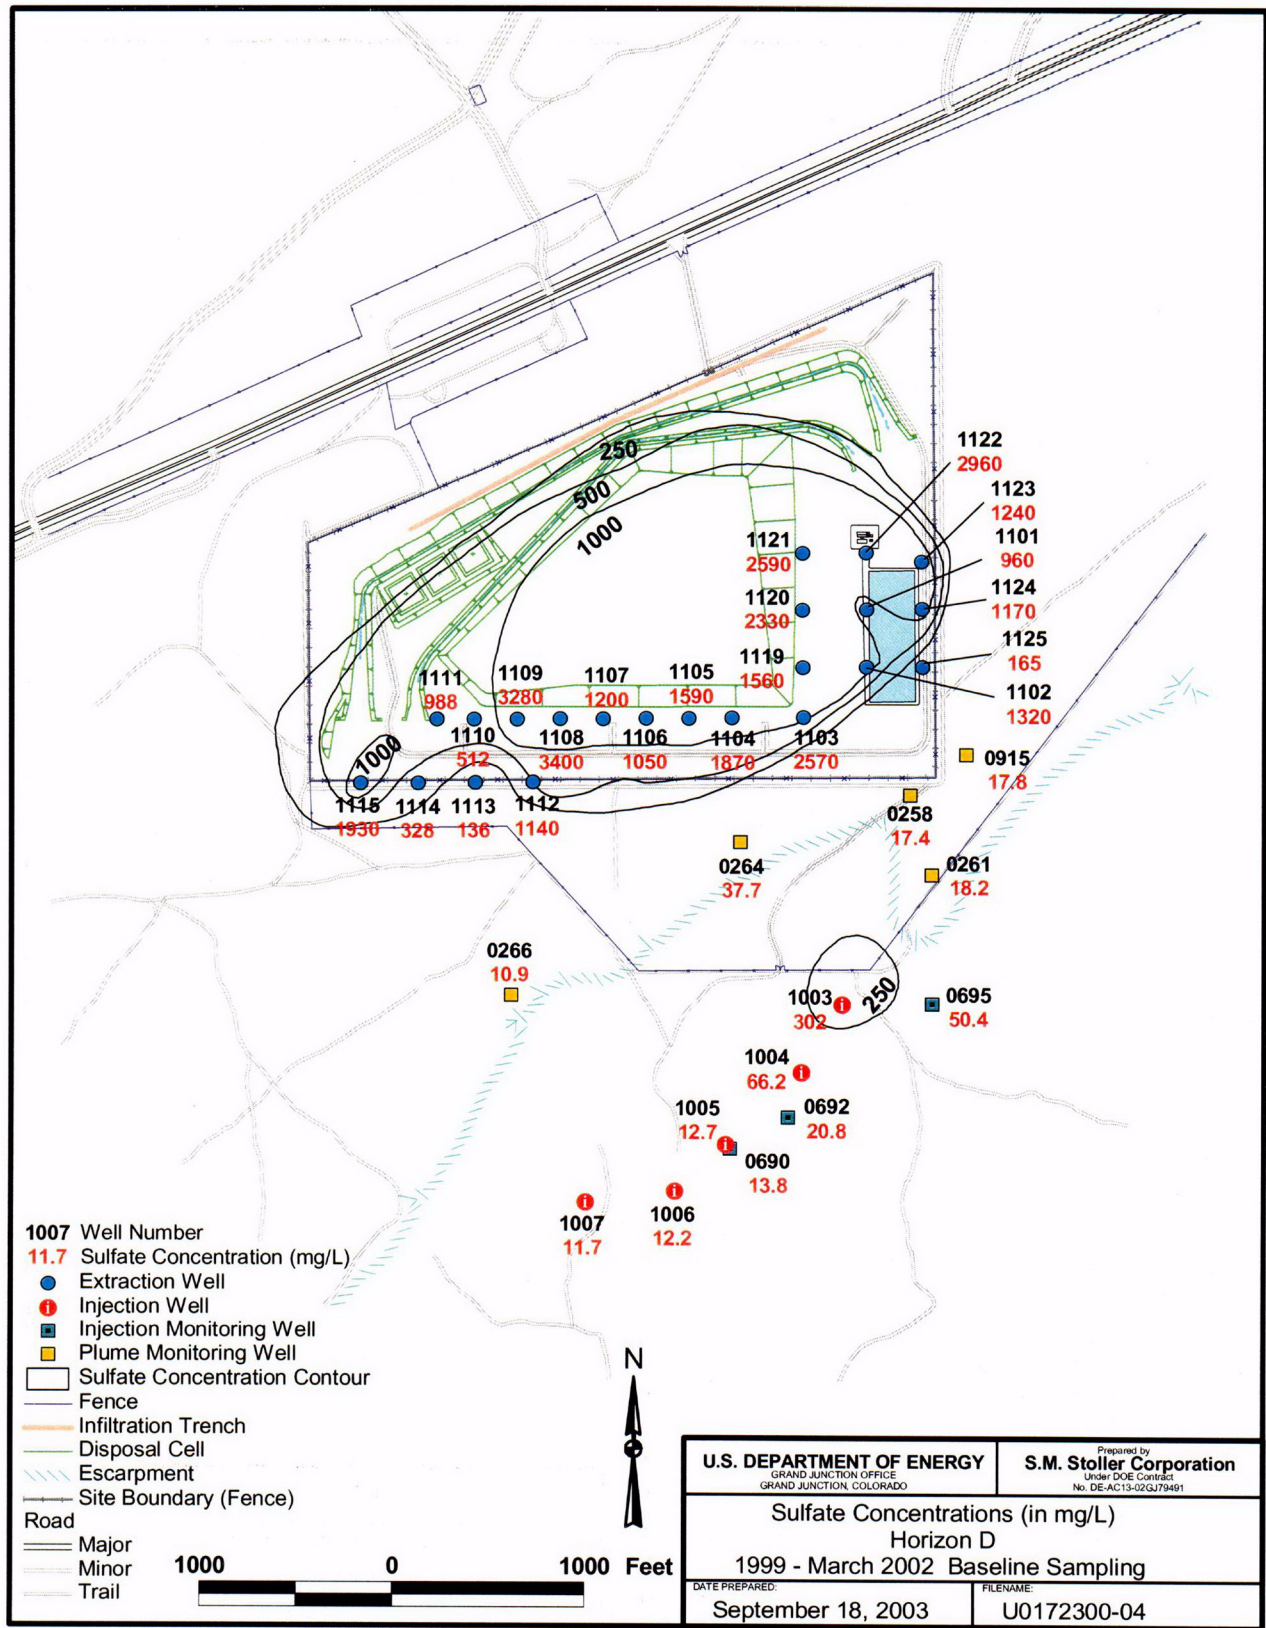 250
500
1000
1122
2960
1123
1240
1101
960
1124
1170
1125
165
1102
1320
1121
2590
1120
2330
1119
1560
1111
988
1109
3280
1107
1200
1105
1590
1110
512
1108
3400
1106
1050
1104
1870
1103
2570
1000
1115
1930
1114
328
1113
136
1112
1140
0915
17.8
0258
17.4
0264
37.7
0261
18.2
0266
10.9
1003
302
250
0695
50.4
1004
66.2
1005
12.7
0692
20.8
0690
13.8
1007
11.7
1006
12.2
1007 Well Number
11.7 Sulfate Concentration (mg/L)
Extraction Well
i Injection Well
Injection Monitoring Well
Plume Monitoring Well
Sulfate Concentration Contour
Fence
Infiltration Trench
Disposal Cell
Escarpment
Site Boundary (Fence)
Road
Major
Minor
Trail
N
1000 0 1000 Feet
U.S. DEPARTMENT OF ENERGY
GRAND JUNCTION OFFICE
GRAND JUNCTION, COLORADO
Prepared by
S.M. Stoller Corporation
Under DOE Contract
No. DE-AC13-02GJ79491
Sulfate Concentrations (in mg/L)
Horizon D
1999 - March 2002 Baseline Sampling
DATE PREPARED:
September 18, 2003
FILENAME:
U0172300-04